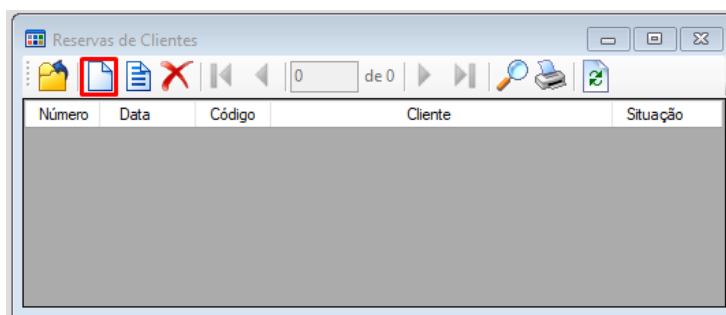 Reservas de Clientes
0 de 0
Número Data Código Cliente Situação